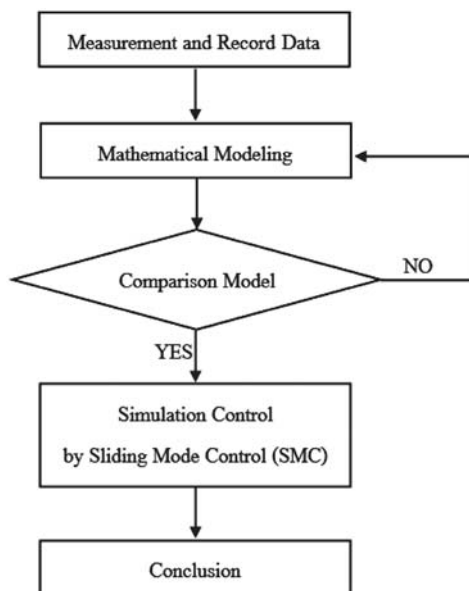 Measurement and Record Data
Mathematical Modeling
Comparison Model
NO
YES
Simulation Control
by Sliding Mode Control (SMC)
Conclusion